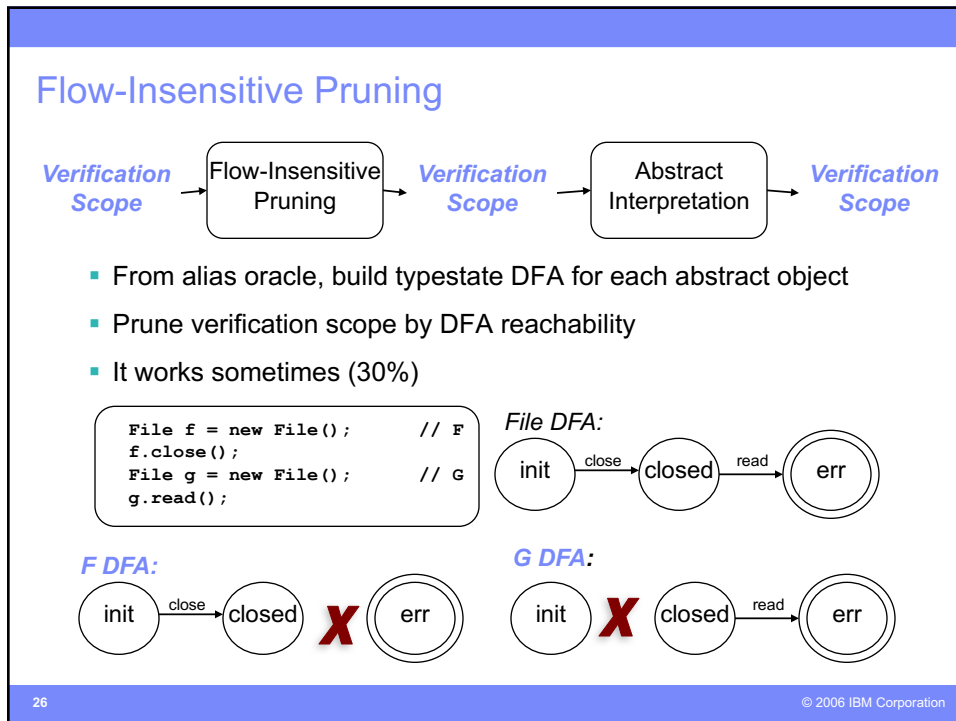 Flow-Insensitive Pruning
Verification
Scope
Flow-Insensitive
Pruning
Verification
Scope
Abstract
Interpretation
Verification
Scope
From alias oracle, build typestate DFA for each abstract object
Prune verification scope by DFA reachability
It works sometimes (30%)
File f = new File(); // F
f.close();
File g = new File(); // G
g.read();
File DFA:
init
close
closed
read
err
F DFA:
init
close
closed
X
err
G DFA:
init
X
closed
read
err
26
© 2006 IBM Corporation